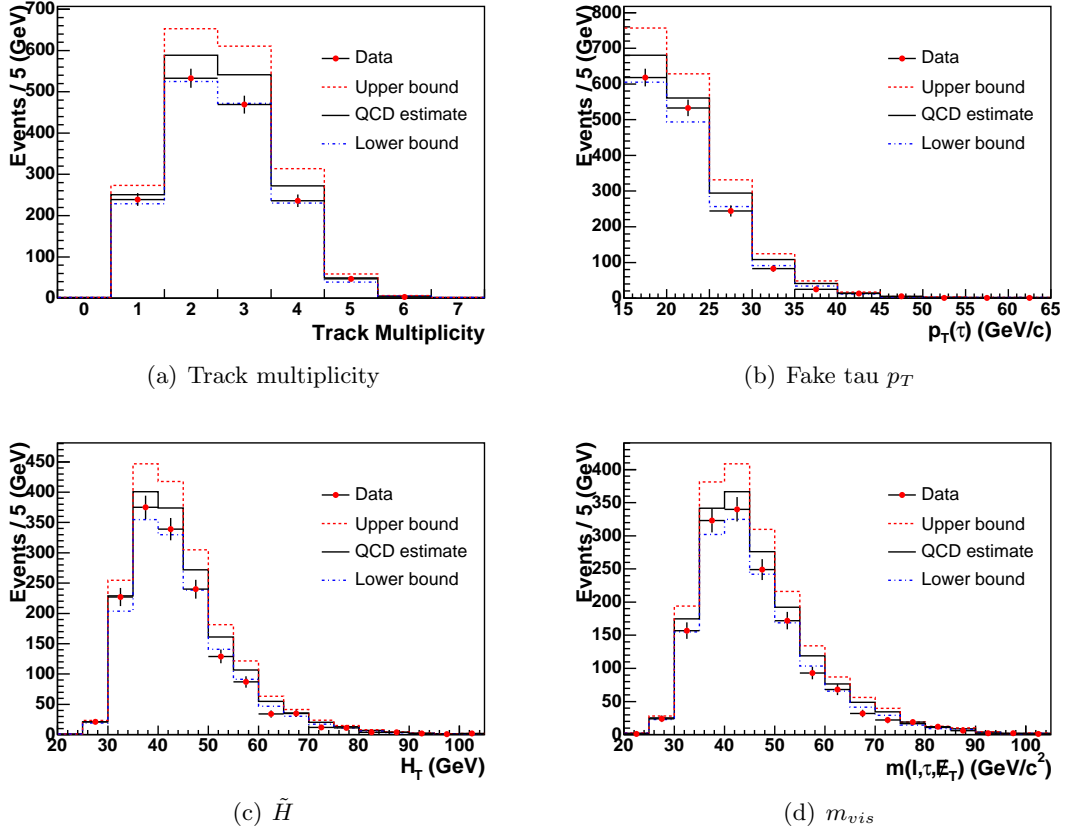 Events / 5 (GeV)
700
600
500
400
300
200
100
0
0 1 2 3 4 5 6 7
Track Multiplicity
Data
Upper bound
QCD estimate
Lower bound
(a) Track multiplicity
Events / 5 (GeV)
800
700
600
500
400
300
200
100
0
15 20 25 30 35 40 45 50 55 60 65
p_T(τ) (GeV/c)
Data
Upper bound
QCD estimate
Lower bound
(b) Fake tau p_T
Events / 5 (GeV)
450
400
350
300
250
200
150
100
50
0
20 30 40 50 60 70 80 90 100
H_T (GeV)
Data
Upper bound
QCD estimate
Lower bound
(c) H̃
Events / 5 (GeV)
400
350
300
250
200
150
100
50
0
20 30 40 50 60 70 80 90 100
m(l,τ,E̸_T) (GeV/c²)
Data
Upper bound
QCD estimate
Lower bound
(d) m_vis